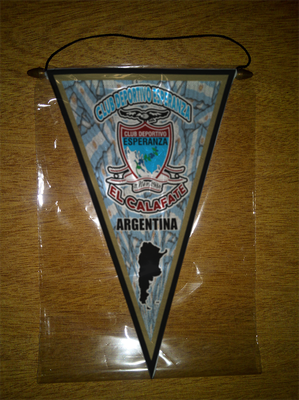 CLUB DEPORTIVO ESPERANZA
CLUB DEPORTIVO
ESPERANZA
EL CALAFATE
ARGENTINA